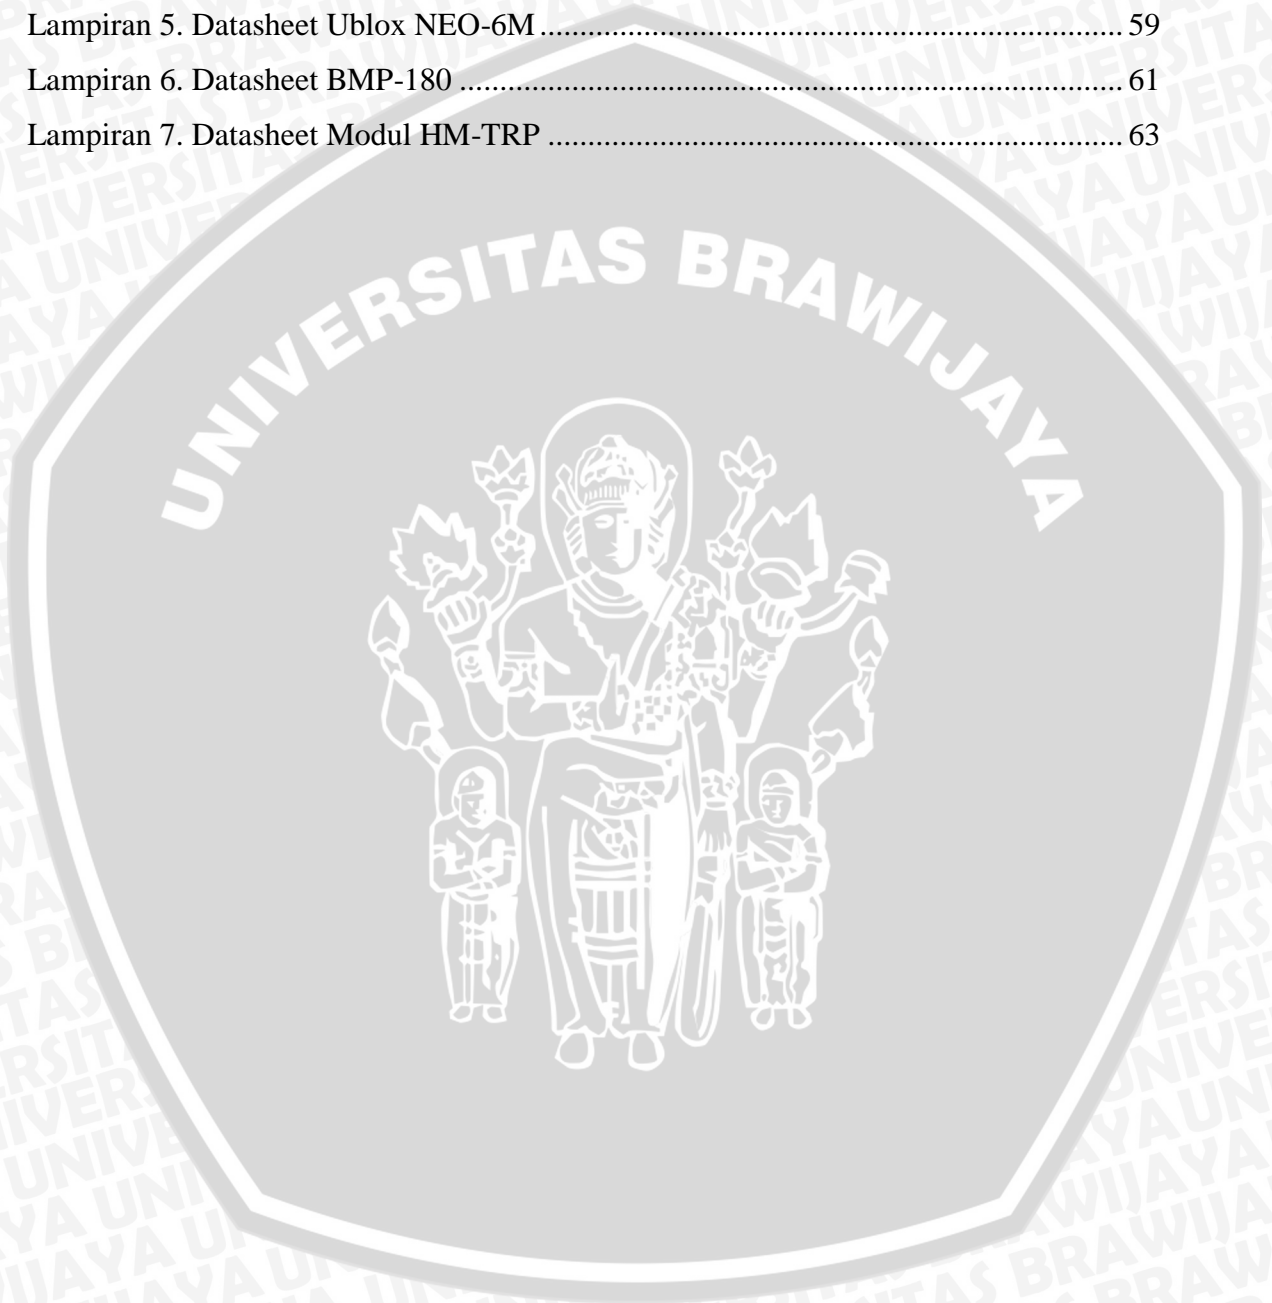 Lampiran 5. Datasheet Ublox NEO-6M ........................................................................ 59
Lampiran 6. Datasheet BMP-180 .................................................................................. 61
Lampiran 7. Datasheet Modul HM-TRP ....................................................................... 63
UNIVERSITAS BRAWIJAYA